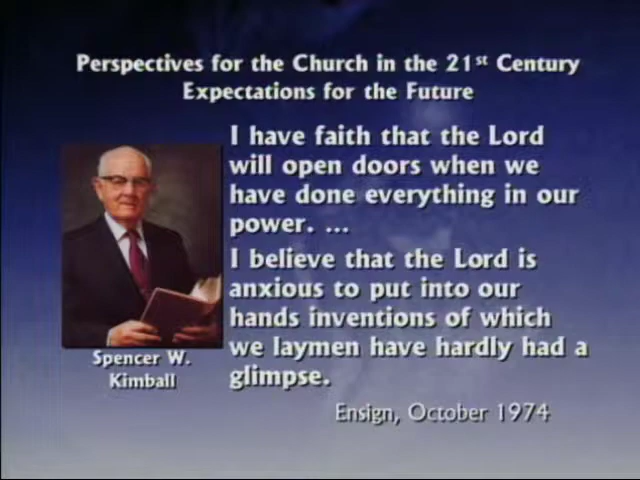 Perspectives for the Church in the 21st Century
Expectations for the Future
I have faith that the Lord
will open doors when we
have done everything in our
power. ...
I believe that the Lord is
anxious to put into our
hands inventions of which
we laymen have hardly had a
glimpse.
Spencer W.
Kimball
Ensign, October 1974